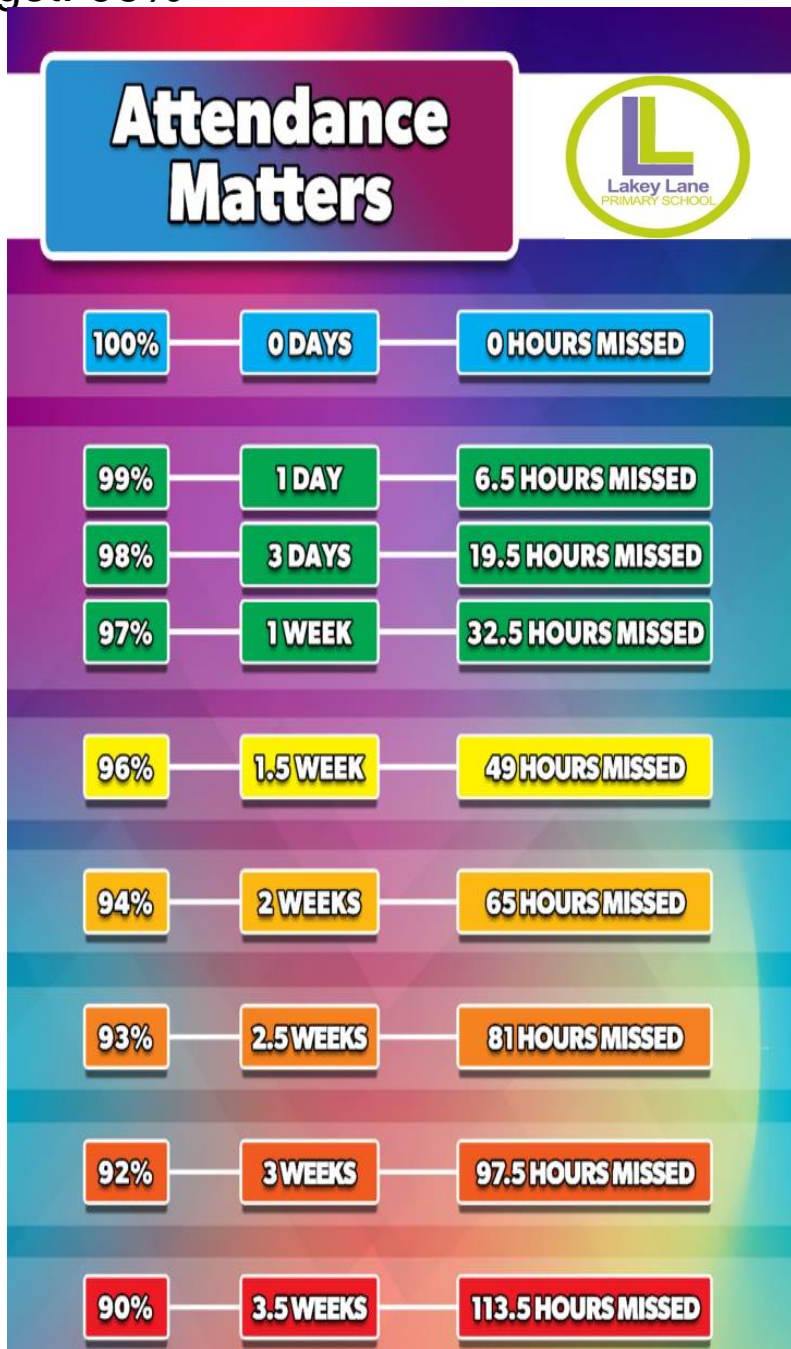 Attendance
Matters
Lakey Lane
PRIMARY SCHOOL
100% 0 DAYS 0 HOURS MISSED
99% 1 DAY 6.5 HOURS MISSED
98% 3 DAYS 19.5 HOURS MISSED
97% 1 WEEK 32.5 HOURS MISSED
96% 1.5 WEEK 49 HOURS MISSED
94% 2 WEEKS 65 HOURS MISSED
93% 2.5 WEEKS 81 HOURS MISSED
92% 3 WEEKS 97.5 HOURS MISSED
90% 3.5 WEEKS 113.5 HOURS MISSED